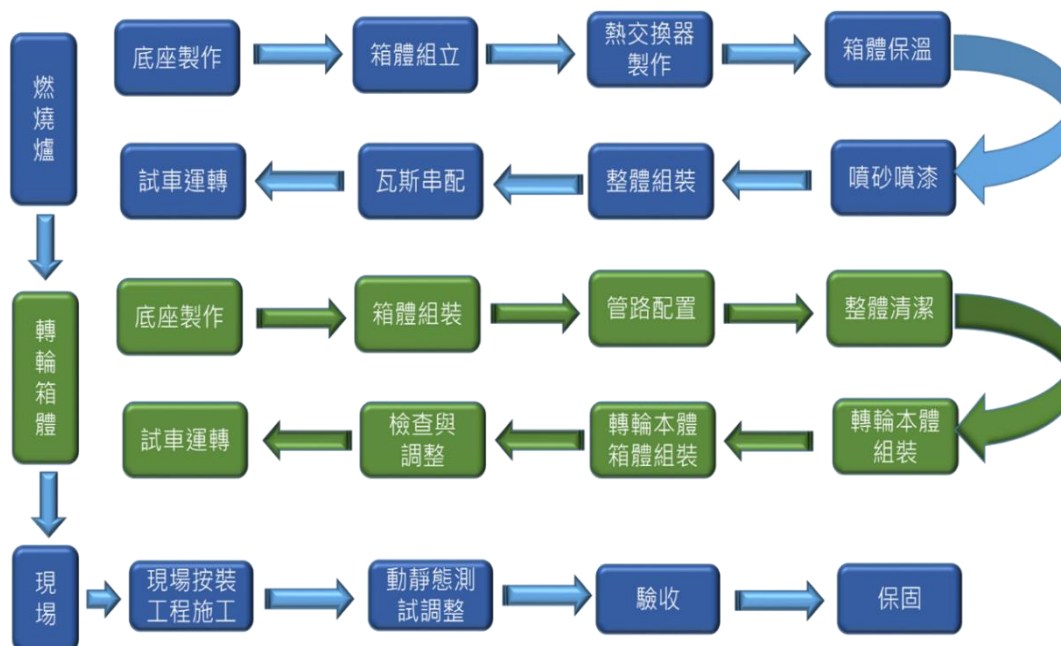 燃燒爐
底座製作
箱體組立
熱交換器
製作
箱體保溫
噴砂噴漆
整體組裝
瓦斯串配
試車運轉
轉輪箱體
底座製作
箱體組裝
管路配置
整體清潔
轉輪本體
組裝
轉輪本體
箱體組裝
檢查與
調整
試車運轉
現場
現場按裝
工程施工
動靜態測
試調整
驗收
保固